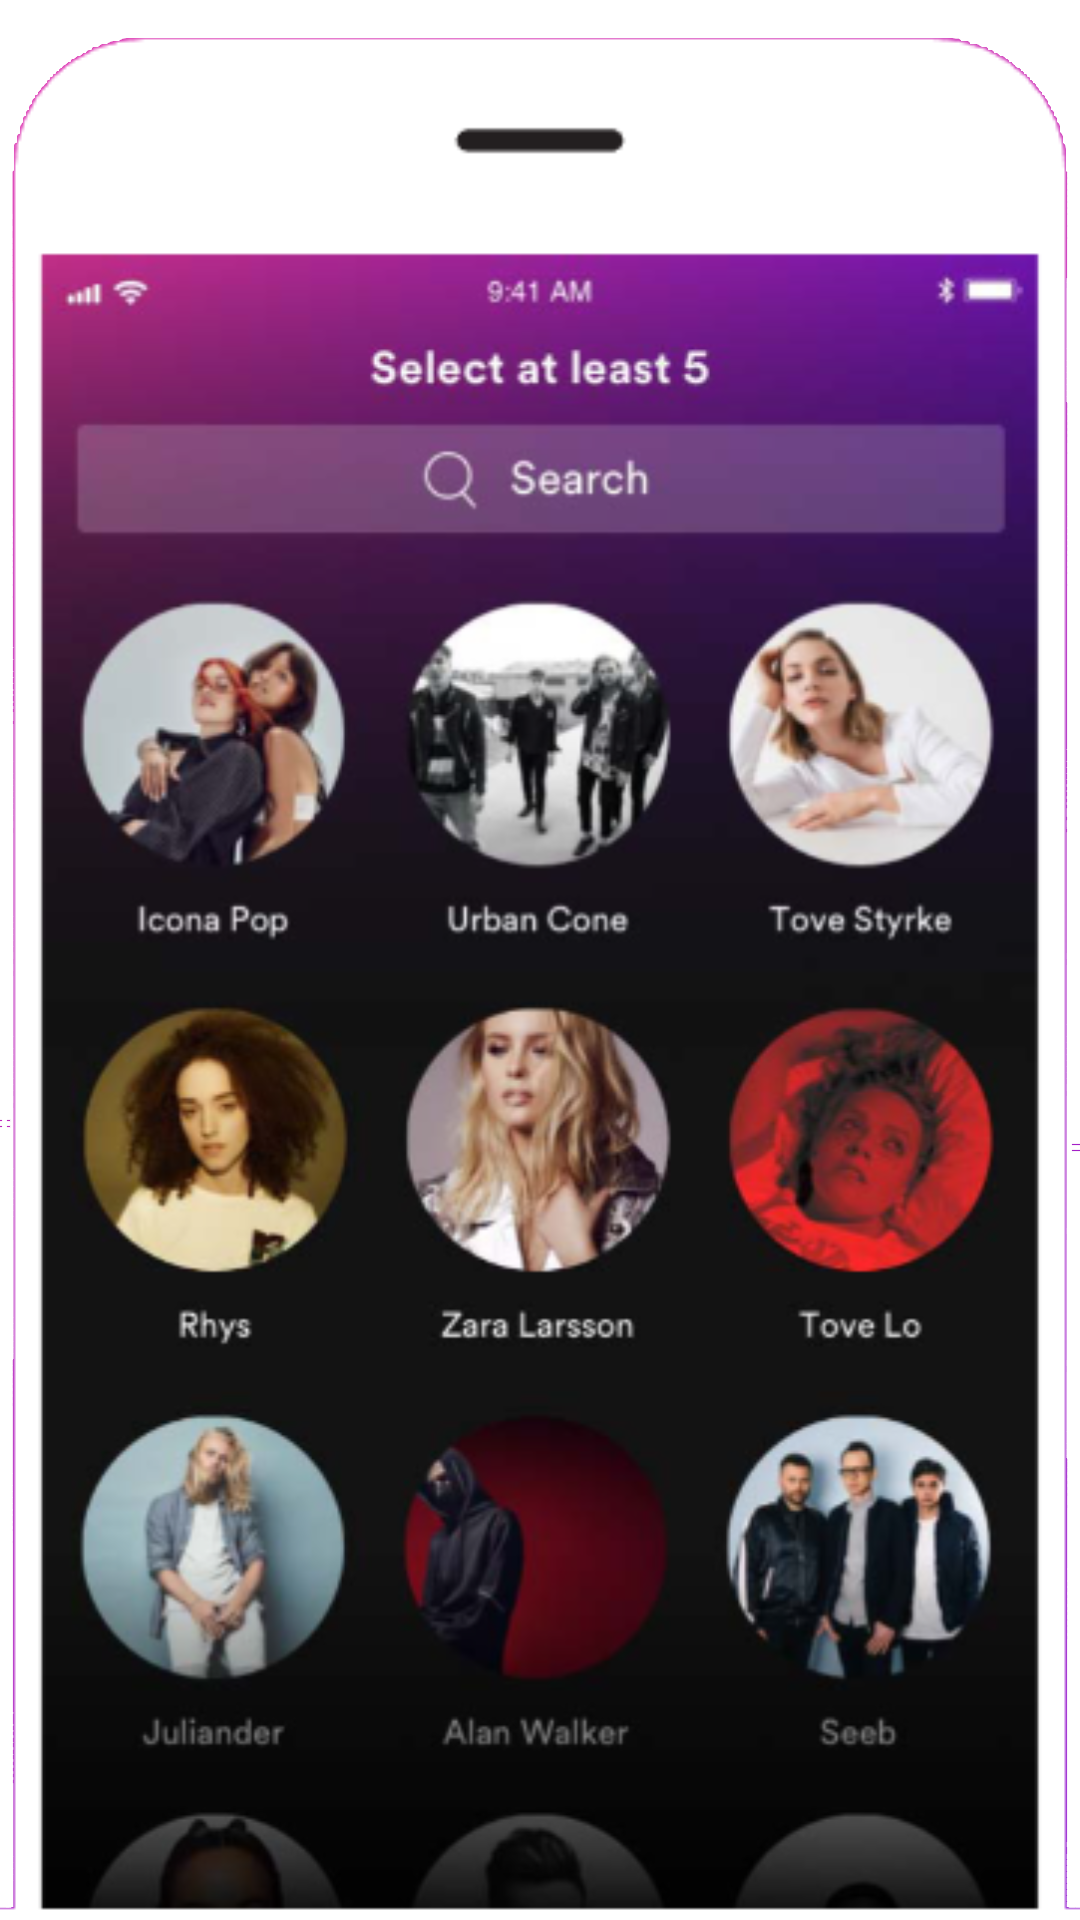 9:41 AM
Select at least 5
Search
Icona Pop
Urban Cone
Tove Styrke
Rhys
Zara Larsson
Tove Lo
Juliander
Alan Walker
Seeb